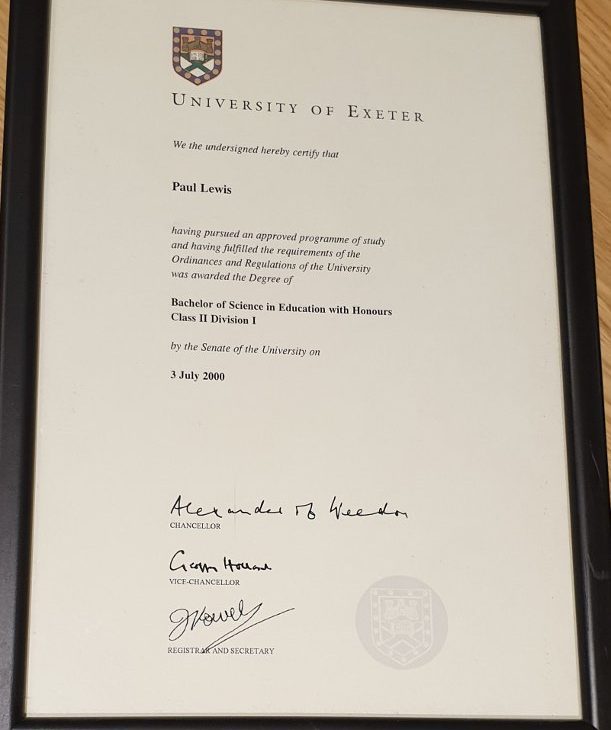 UNIVERSITY OF EXETER
We the undersigned hereby certify that
Paul Lewis
having pursued an approved programme of study
and having fulfilled the requirements of the
Ordinances and Regulations of the University
was awarded the Degree of
Bachelor of Science in Education with Honours
Class II Division I
by the Senate of the University on
3 July 2000
Alexander of Weedon
CHANCELLOR
VICE-CHANCELLOR
REGISTRAR AND SECRETARY